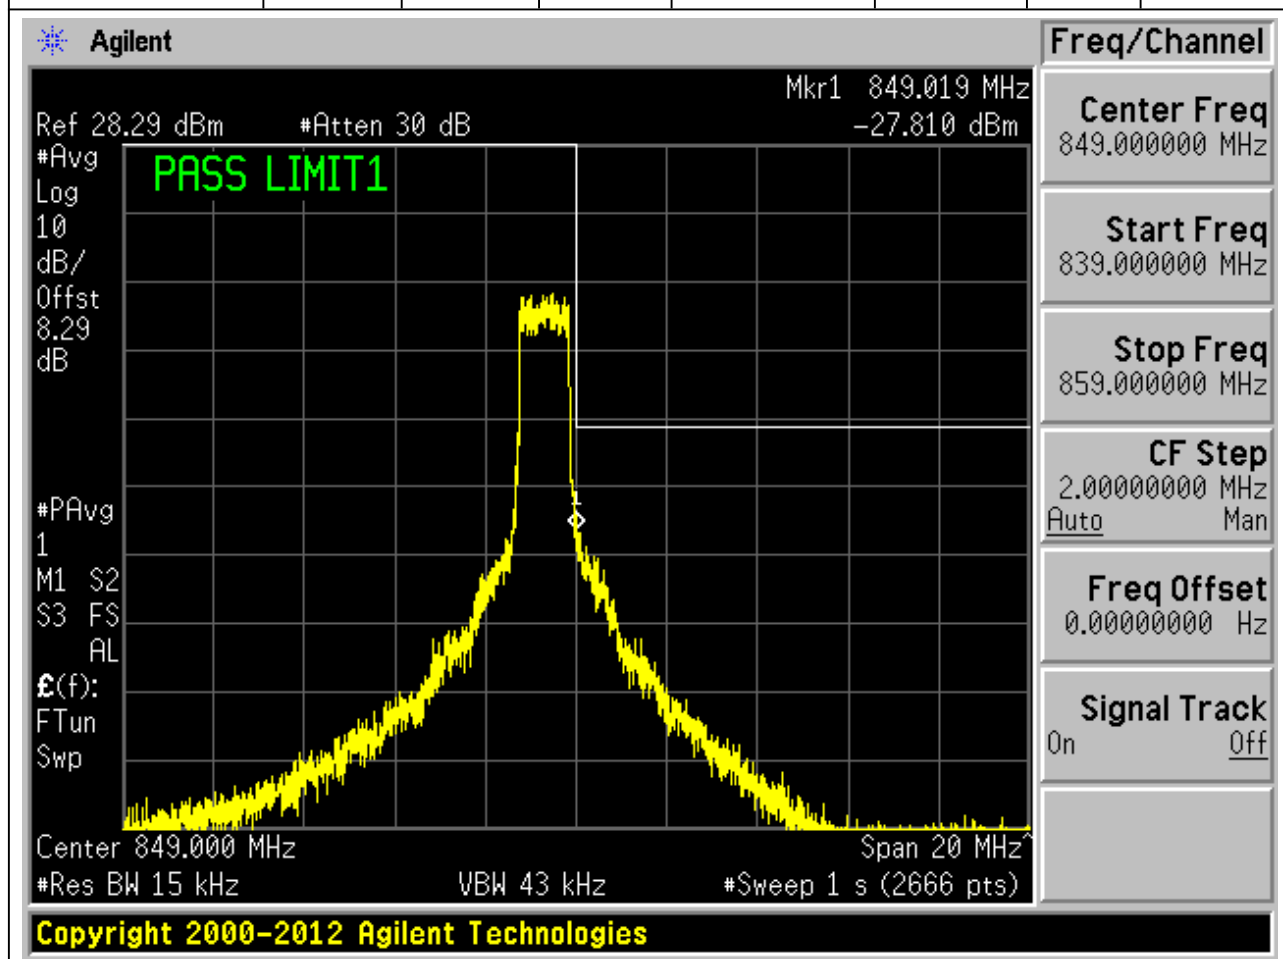 Agilent
Freq/Channel
Mkr1 849.019 MHz
Ref 28.29 dBm #Atten 30 dB -27.810 dBm
#Avg
Log
10
dB/
Offst
8.29
dB
PASS LIMIT1
#PAvg
1
M1 S2
S3 FS
AL
£(f):
FTun
Swp
Center 849.000 MHz Span 20 MHz^
#Res BW 15 kHz VBW 43 kHz #Sweep 1 s (2666 pts)
Copyright 2000-2012 Agilent Technologies
Center Freq
849.000000 MHz
Start Freq
839.000000 MHz
Stop Freq
859.000000 MHz
CF Step
2.00000000 MHz
Auto Man
Freq Offset
0.00000000 Hz
Signal Track
On Off
1